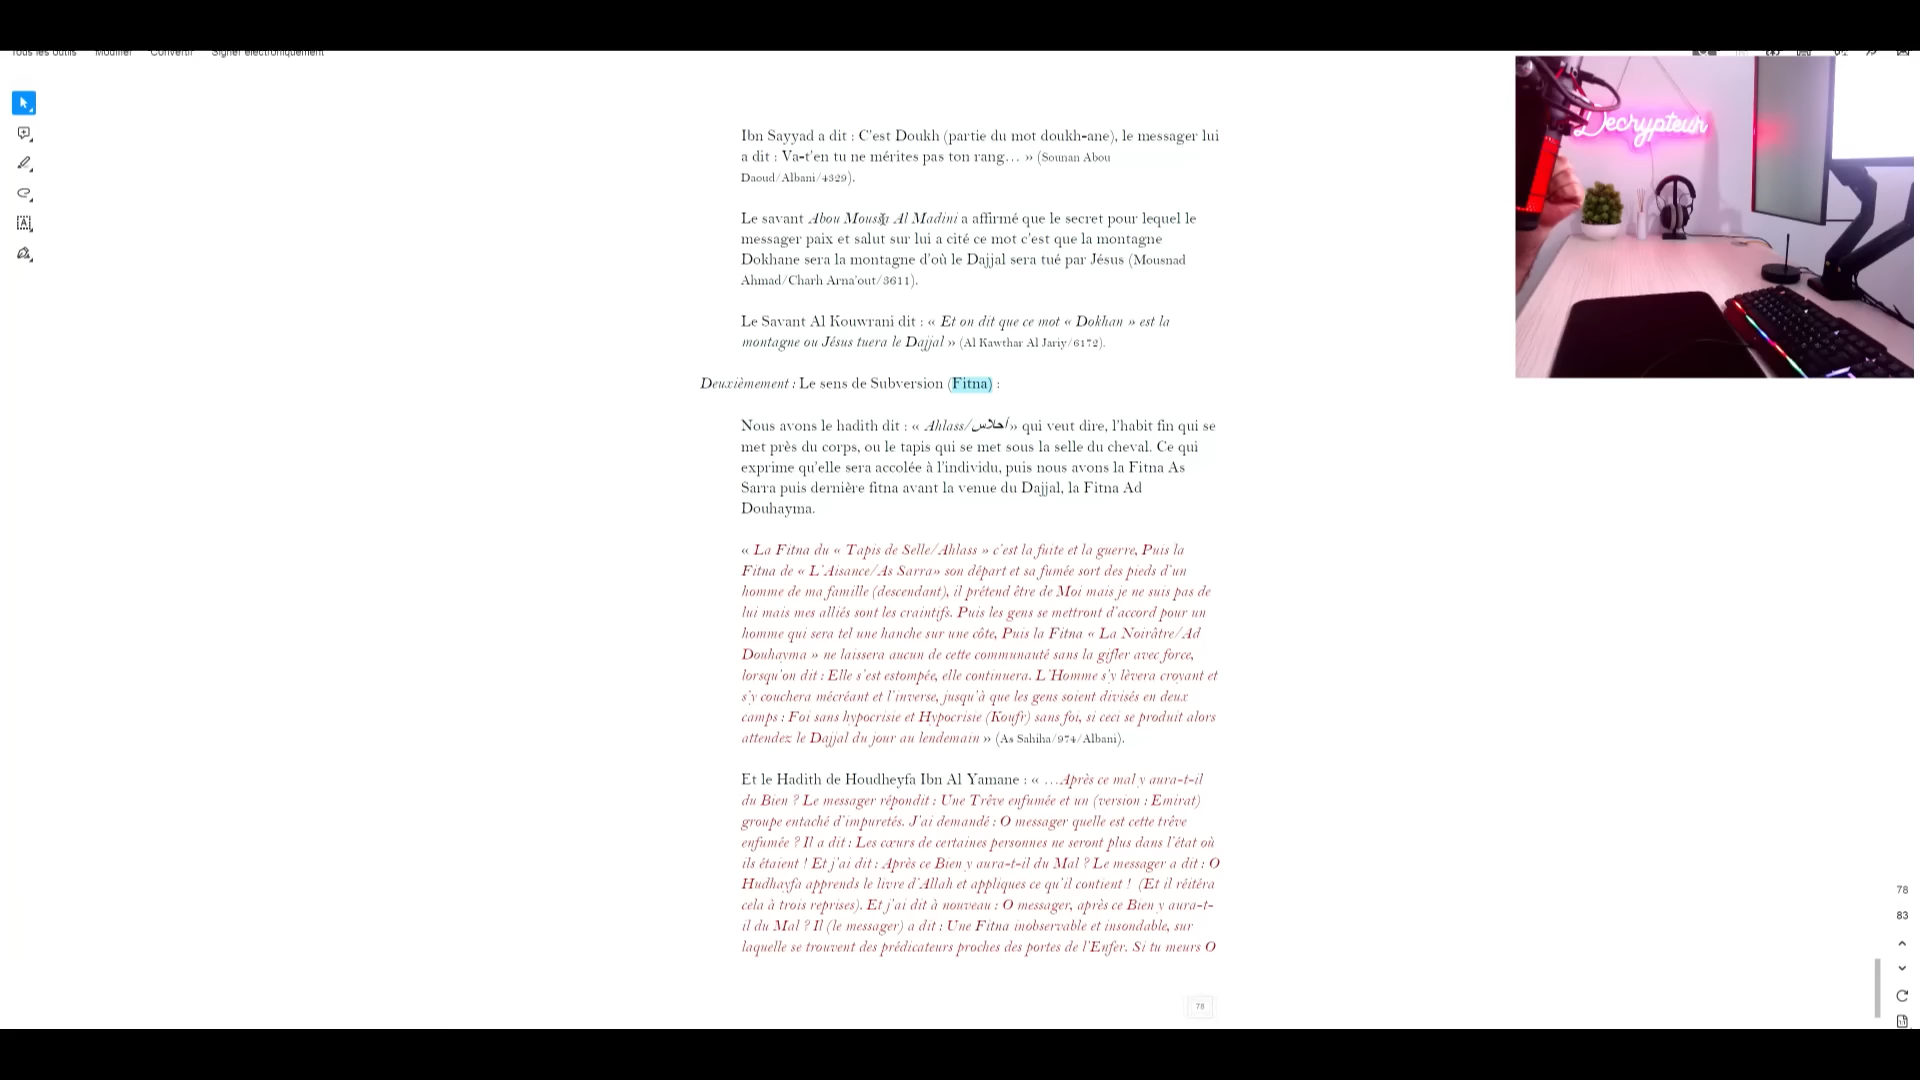 Tous les outils Modifier Convertir Signer électroniquement
Decrypteur
Ibn Sayyad a dit : C'est Doukh (partie du mot doukh-ane), le messager lui
a dit : Va-t'en tu ne mérites pas ton rang… » (Sounan Abou
Daoud/Albani/4329).
Le savant Abou Moussa Al Madini a affirmé que le secret pour lequel le
messager paix et salut sur lui a cité ce mot c'est que la montagne
Dokhane sera la montagne d'où le Dajjal sera tué par Jésus (Mousnad
Ahmad/Charh Arna'out/3611).
Le Savant Al Kouwrani dit : « Et on dit que ce mot « Dokhan » est la
montagne ou Jésus tuera le Dajjal » (Al Kawthar Al Jariy/6172).
Deuxièmement : Le sens de Subversion (Fitna) :
Nous avons le hadith dit : « Ahlass/أحلاس» qui veut dire, l'habit fin qui se
met près du corps, ou le tapis qui se met sous la selle du cheval. Ce qui
exprime qu'elle sera accolée à l'individu, puis nous avons la Fitna As
Sarra puis dernière fitna avant la venue du Dajjal, la Fitna Ad
Douhayma.
« La Fitna du « Tapis de Selle/Ahlass » c'est la fuite et la guerre, Puis la
Fitna de « L'Aisance/As Sarra» son départ et sa fumée sort des pieds d'un
homme de ma famille (descendant), il prétend être de Moi mais je ne suis pas de
lui mais mes alliés sont les craintifs. Puis les gens se mettront d'accord pour un
homme qui sera tel une hanche sur une côte, Puis la Fitna « La Noirâtre/Ad
Douhayma » ne laissera aucun de cette communauté sans la gifler avec force,
lorsqu'on dit : Elle s'est estompée, elle continuera. L'Homme s'y lèvera croyant et
s'y couchera mécréant et l'inverse, jusqu'à que les gens soient divisés en deux
camps : Foi sans hypocrisie et Hypocrisie (Koufr) sans foi, si ceci se produit alors
attendez le Dajjal du jour au lendemain » (As Sahiha/974/Albani).
Et le Hadith de Houdheyfa Ibn Al Yamane : « …Après ce mal y aura-t-il
du Bien ? Le messager répondit : Une Trêve enfumée et un (version : Emirat)
groupe entaché d'impuretés. J'ai demandé : O messager quelle est cette trêve
enfumée ? Il a dit : Les cœurs de certaines personnes ne seront plus dans l'état où
ils étaient ! Et j'ai dit : Après ce Bien y aura-t-il du Mal ? Le messager a dit : O
Hudhayfa apprends le livre d'Allah et appliques ce qu'il contient ! (Et il réitéra
cela à trois reprises). Et j'ai dit à nouveau : O messager, après ce Bien y aura-t-
il du Mal ? Il (le messager) a dit : Une Fitna inobservable et insondable, sur
laquelle se trouvent des prédicateurs proches des portes de l'Enfer. Si tu meurs O
78
78
83